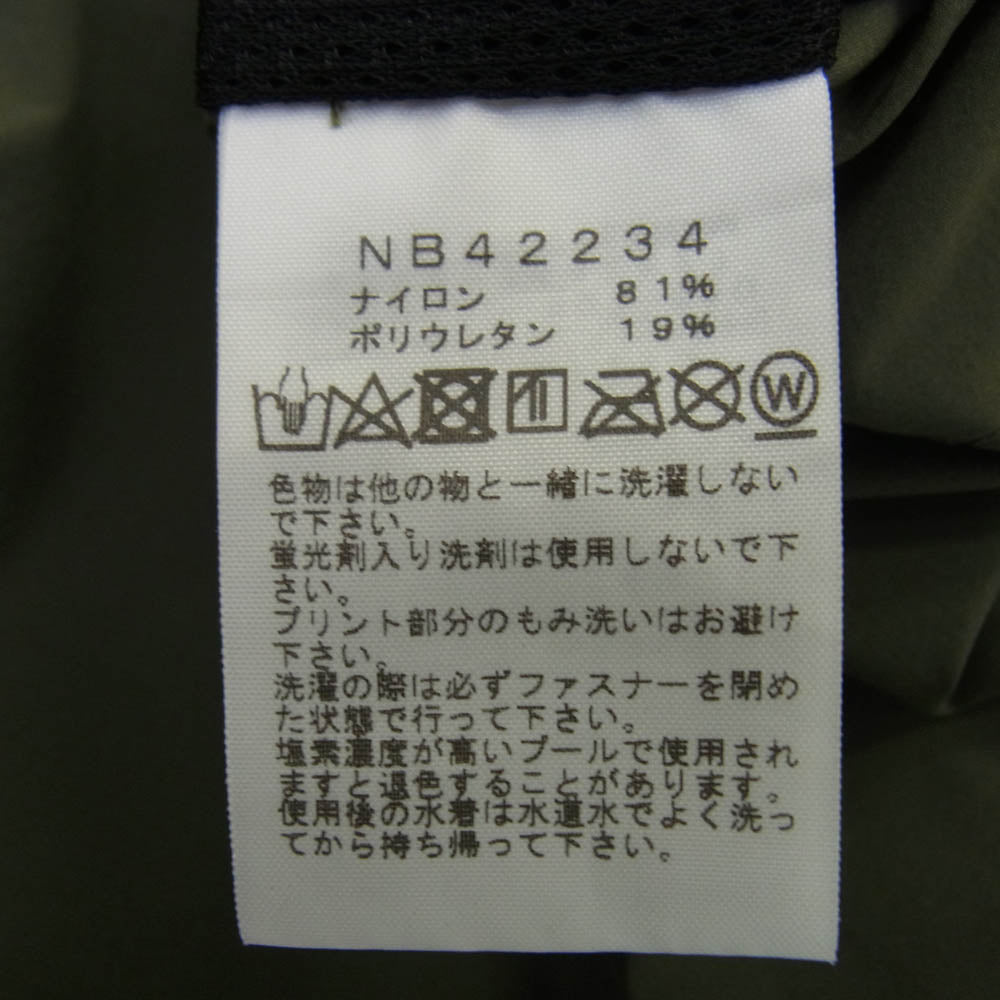 NB42234
ナイロン 81%
ポリウレタン 19%
W
色物は他の物と一緒に洗濯しない
で下さい。
蛍光剤入り洗剤は使用しないで下
さい。
プリント部分のもみ洗いはお避け
下さい。
洗濯の際は必ずファスナーを閉め
た状態で行って下さい。
塩素濃度が高いプールで使用され
ますと退色することがあります。
使用後の水着は水道水でよく洗っ
てから持ち帰って下さい。